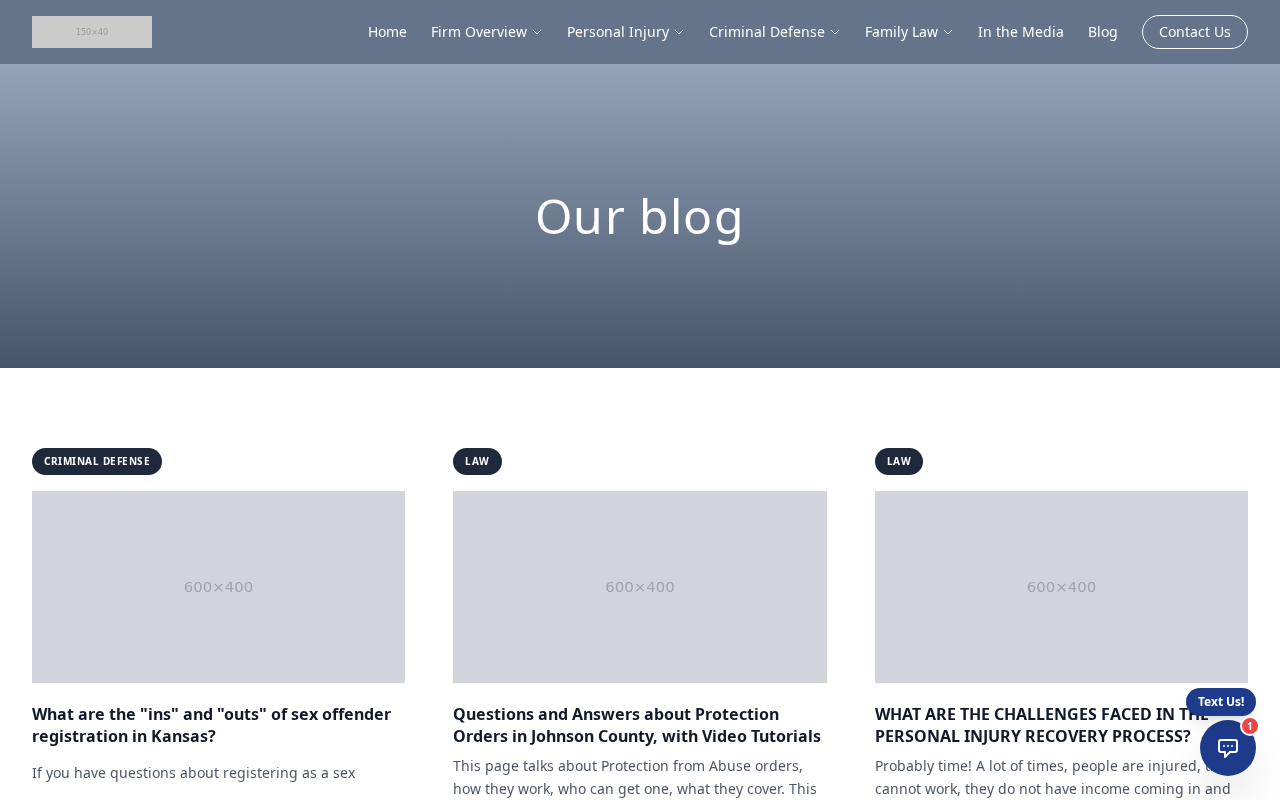 150×40
Home Firm Overview Personal Injury Criminal Defense Family Law In the Media Blog Contact Us
Our blog
CRIMINAL DEFENSE
LAW
LAW
600×400
600×400
600×400
What are the "ins" and "outs" of sex offender
registration in Kansas?
If you have questions about registering as a sex
Questions and Answers about Protection
Orders in Johnson County, with Video Tutorials
This page talks about Protection from Abuse orders,
how they work, who can get one, what they cover. This
WHAT ARE THE CHALLENGES FACED IN THE
PERSONAL INJURY RECOVERY PROCESS?
Probably time! A lot of times, people are injured,
cannot work, they do not have income coming in and
Text Us!
1